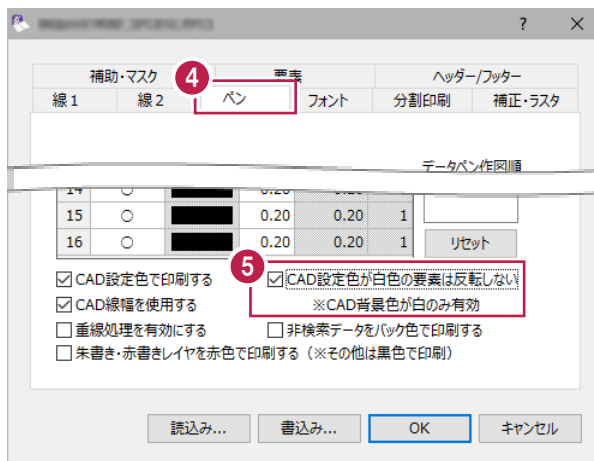 ? ×
補助・マスク 4 要素 ヘッダー/フッター
線1 線2 ペン フォント 分割印刷 補正・ラスタ
データペン作図順
14 ○ 0.20 0.20
15 ○ 0.20 0.20 1
16 ○ 0.20 0.20 1 リセット
5
CAD設定色で印刷する CAD設定色が白色の要素は反転しない
CAD線幅を使用する ※CAD背景色が白のみ有効
重線処理を有効にする 非検索データをバック色で印刷する
朱書き・赤書きレイヤを赤色で印刷する（※その他は黒色で印刷）
読込み... 書込み... OK キャンセル